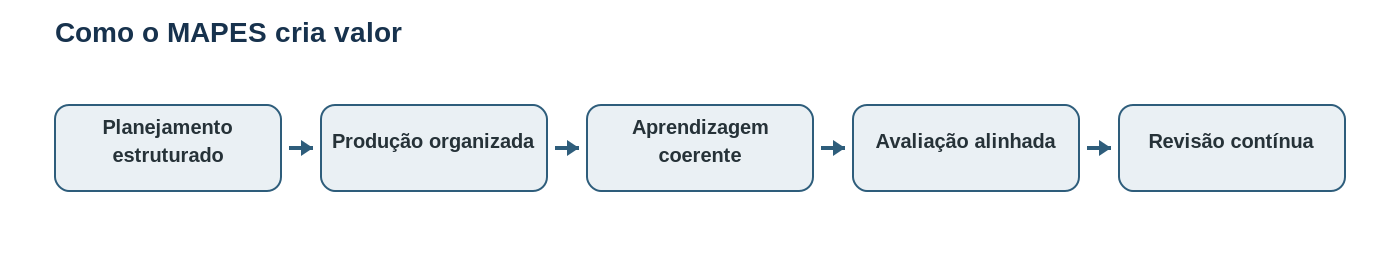 Como o MAPES cria valor
Planejamento
estruturado
Produção organizada
Aprendizagem
coerente
Avaliação alinhada
Revisão contínua